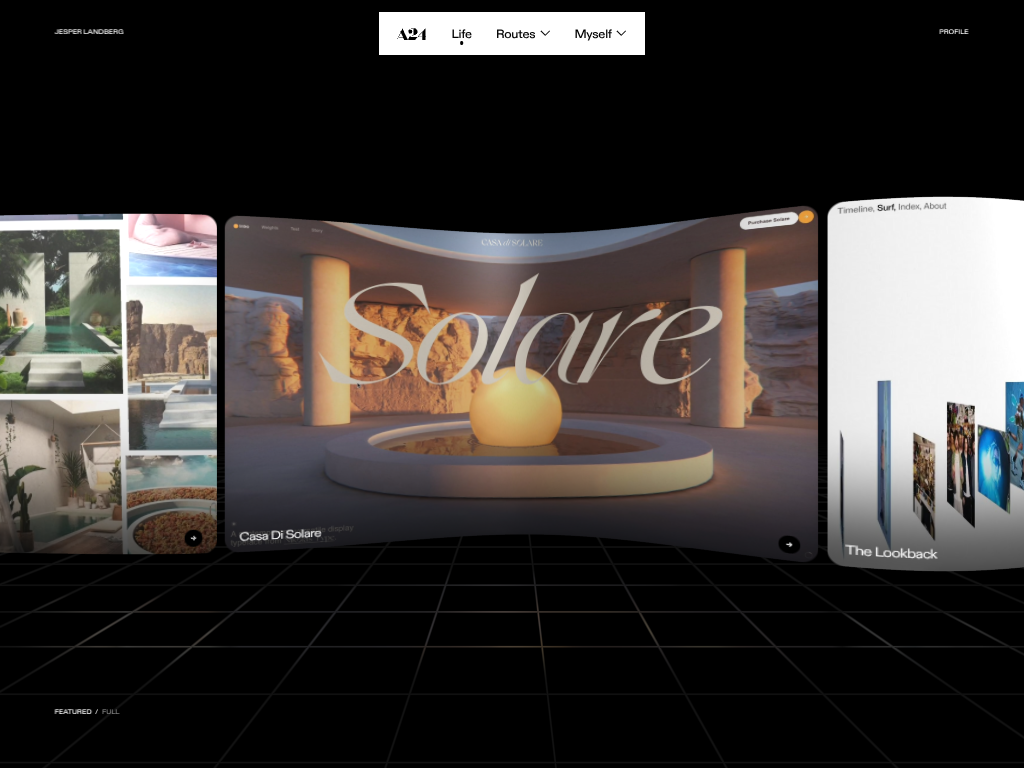 JESPER LANDBERG
A24
Life
Routes
Myself
PROFILE
Index
Purchase Solare
CASA di SOLARE
Solare
Casa Di Solare
Timeline, Surf, Index, About
The Lookback
FEATURED / FULL